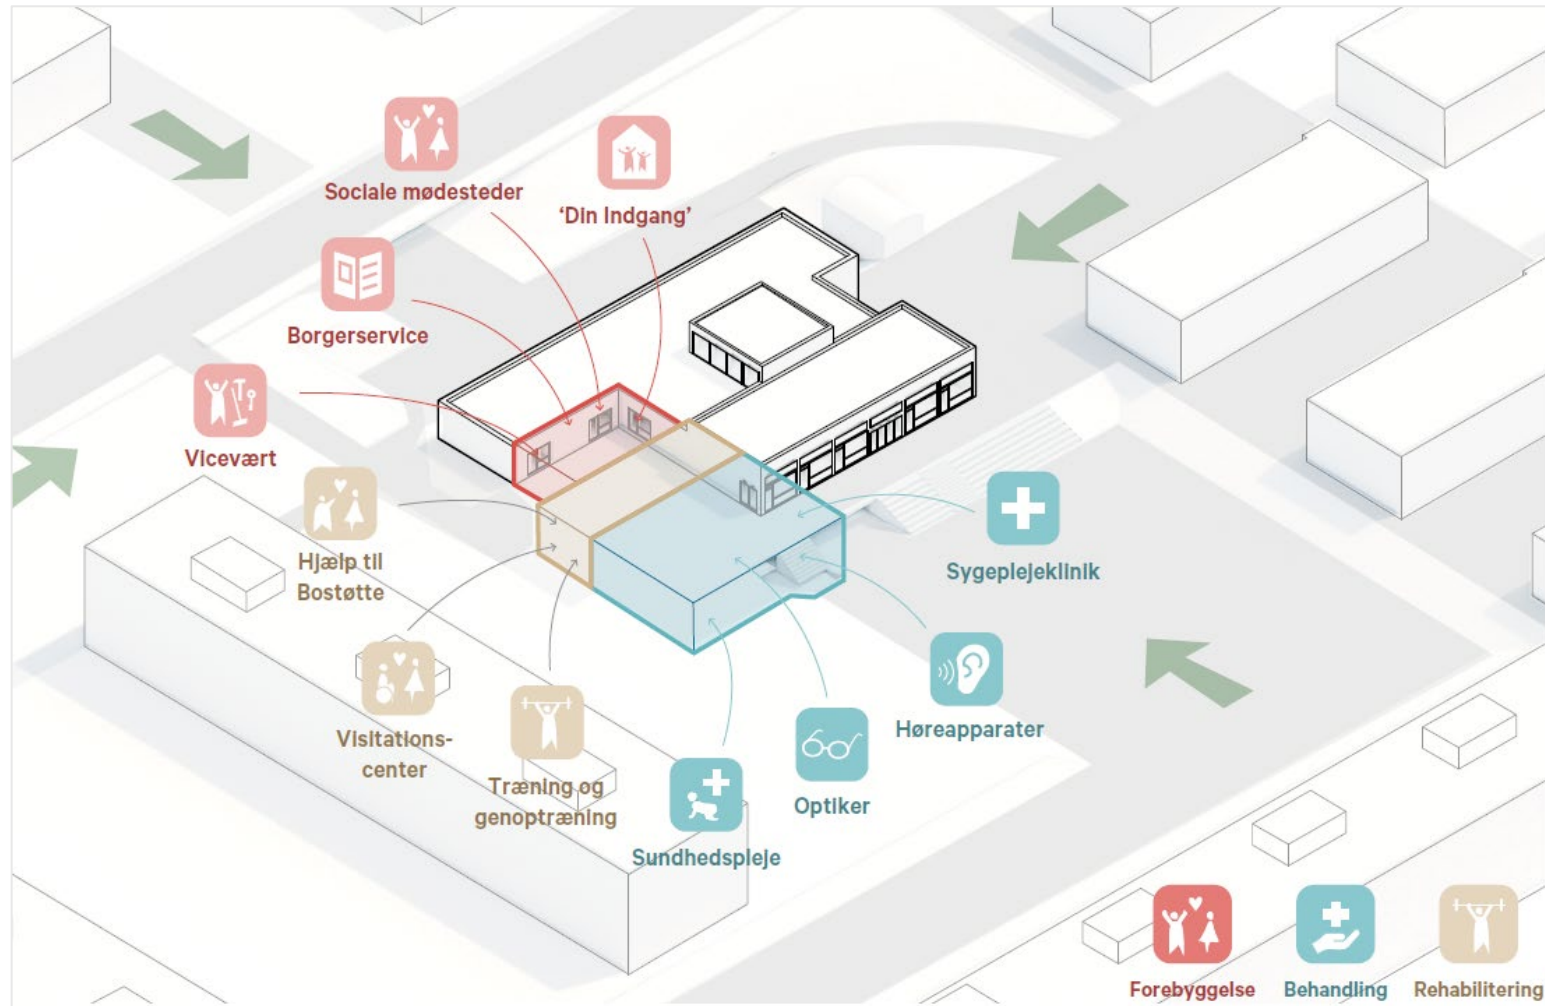 Sociale mødesteder
‘Din Indgang’
Borgerservice
Vicevært
Hjælp til
Bostøtte
Sygeplejeklinik
Visitations-
center
Træning og
genoptræning
Høreapparater
Optiker
Sundhedspleje
Forebyggelse
Behandling
Rehabilitering